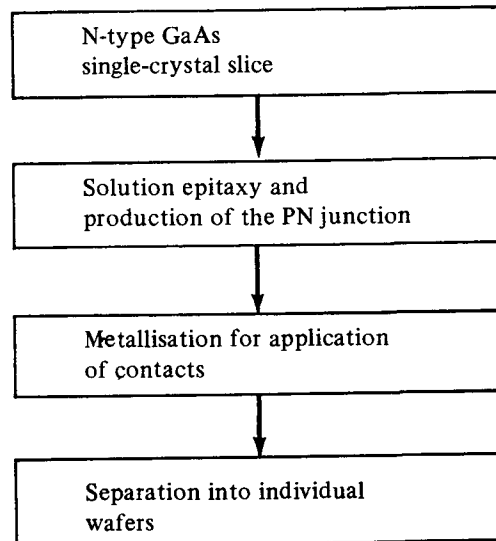 N-type GaAs
single-crystal slice
Solution epitaxy and
production of the PN junction
Metallisation for application
of contacts
Separation into individual
wafers